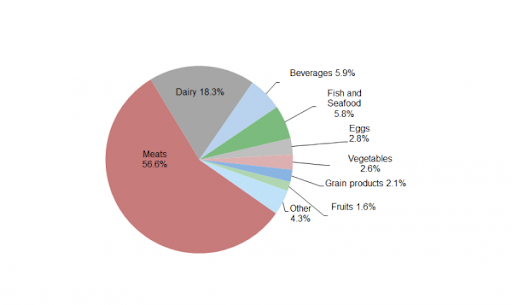 Beverages 5.9%
Dairy 18.3%
Fish and
Seafood
5.8%
Eggs
2.8%
Meats
56.6%
Vegetables
2.6%
Grain products 2.1%
Fruits 1.6%
Other
4.3%